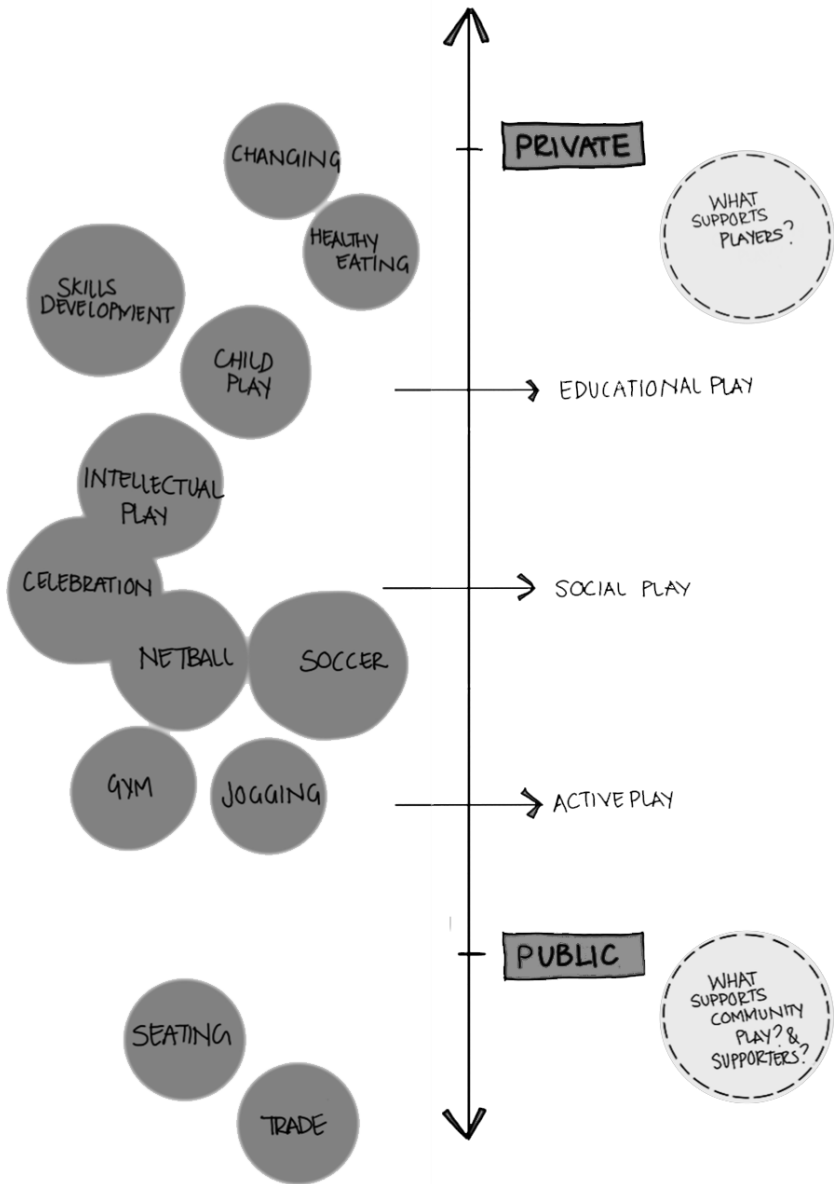 CHANGING
HEALTHY
EATING
SKILLS
DEVELOPMENT
CHILD
PLAY
INTELLECTUAL
PLAY
CELEBRATION
NETBALL
SOCCER
GYM
JOGGING
SEATING
TRADE
PRIVATE
WHAT
SUPPORTS
PLAYERS?
EDUCATIONAL PLAY
SOCIAL PLAY
ACTIVE PLAY
PUBLIC
WHAT
SUPPORTS
COMMUNITY
PLAY? &
SUPPORTERS?